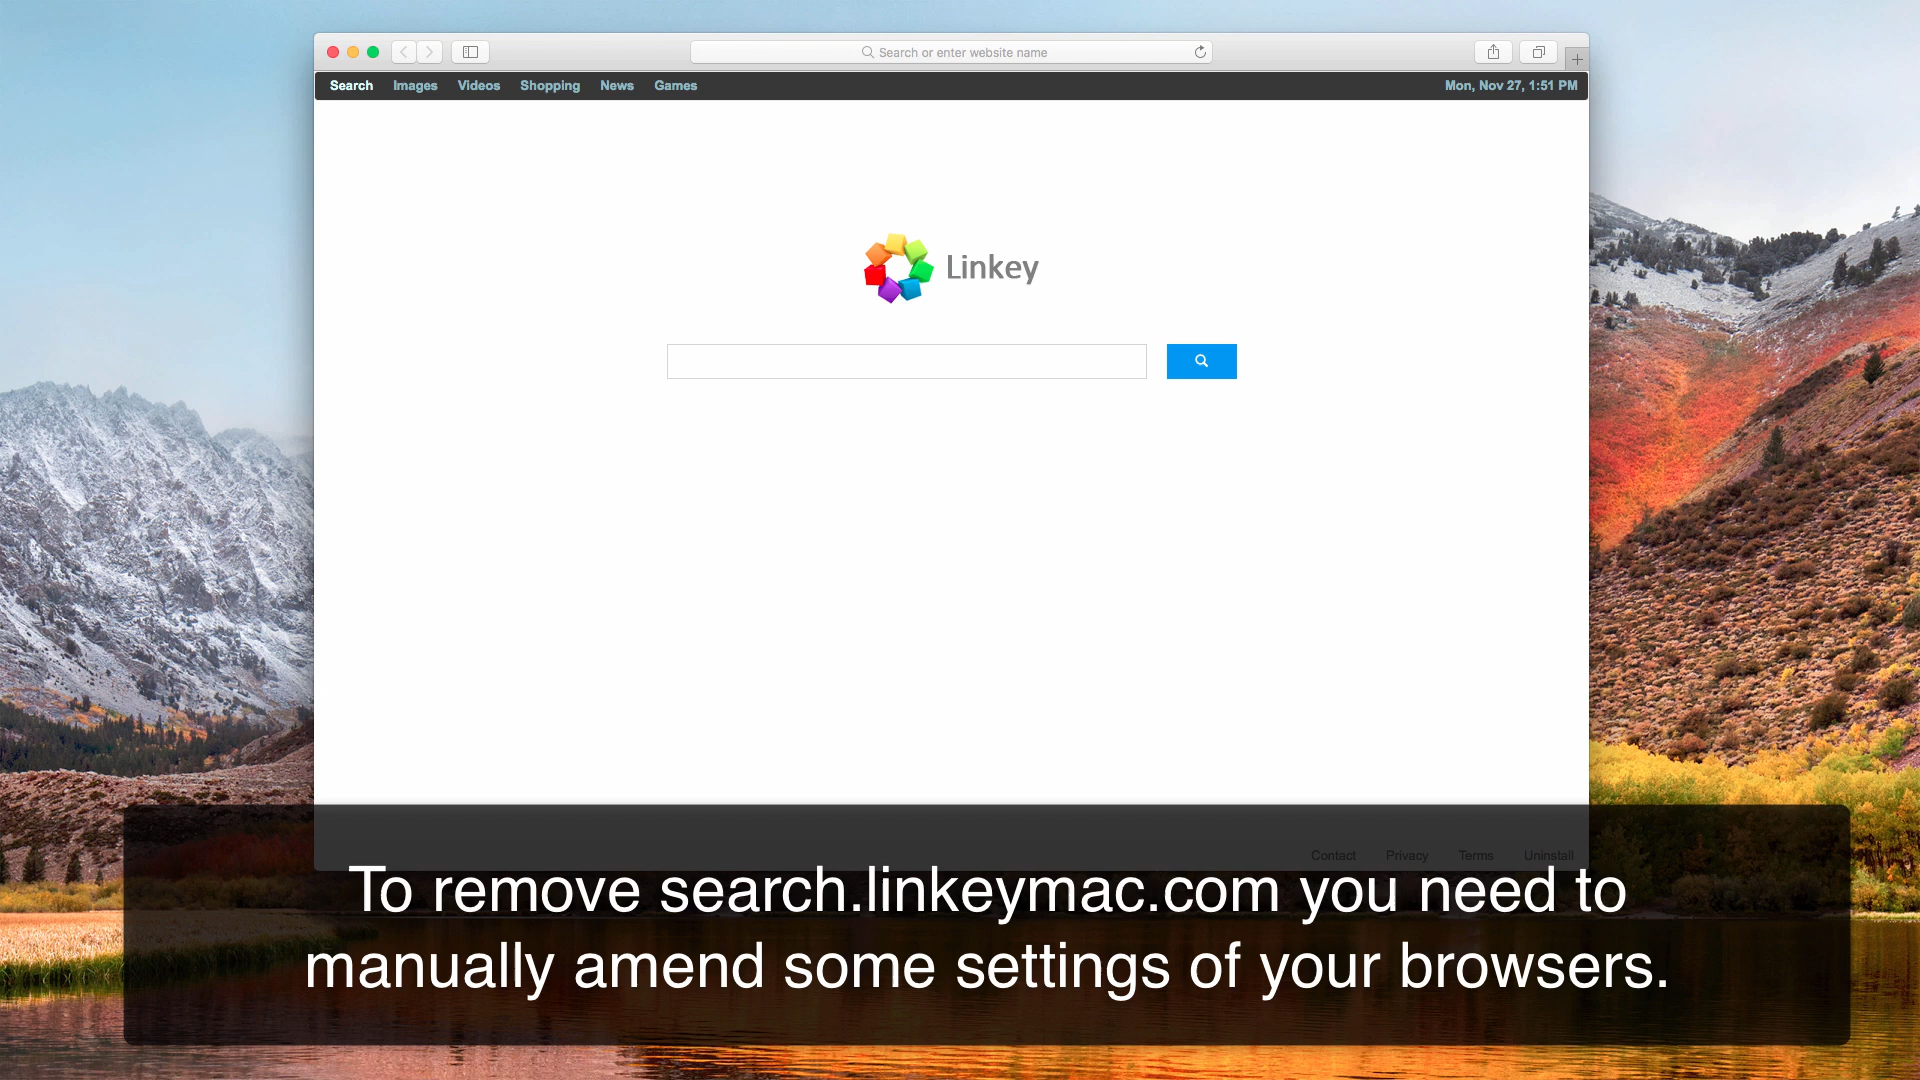 Search or enter website name
Search Images Videos Shopping News Games Mon, Nov 27, 1:51 PM
Linkey
Contact Privacy Terms Uninstall
To remove search.linkeymac.com you need to
manually amend some settings of your browsers.